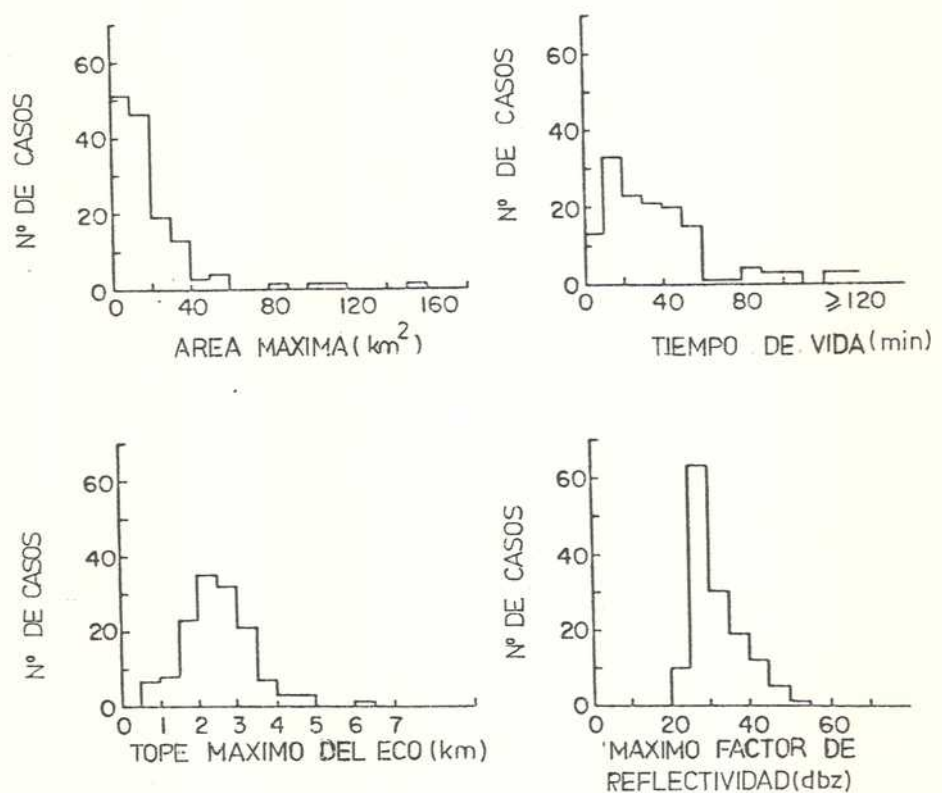 Nº DE CASOS
60
40
20
0
0 40 80 120 160
AREA MAXIMA (km²)
Nº DE CASOS
60
40
20
0
0 40 80 ≥120
TIEMPO DE VIDA (min)
Nº DE CASOS
60
40
20
0
0 1 2 3 4 5 6 7
TOPE MAXIMO DEL ECO (km)
Nº DE CASOS
60
40
20
0
0 20 40 60
MAXIMO FACTOR DE
REFLECTIVIDAD (dbz)